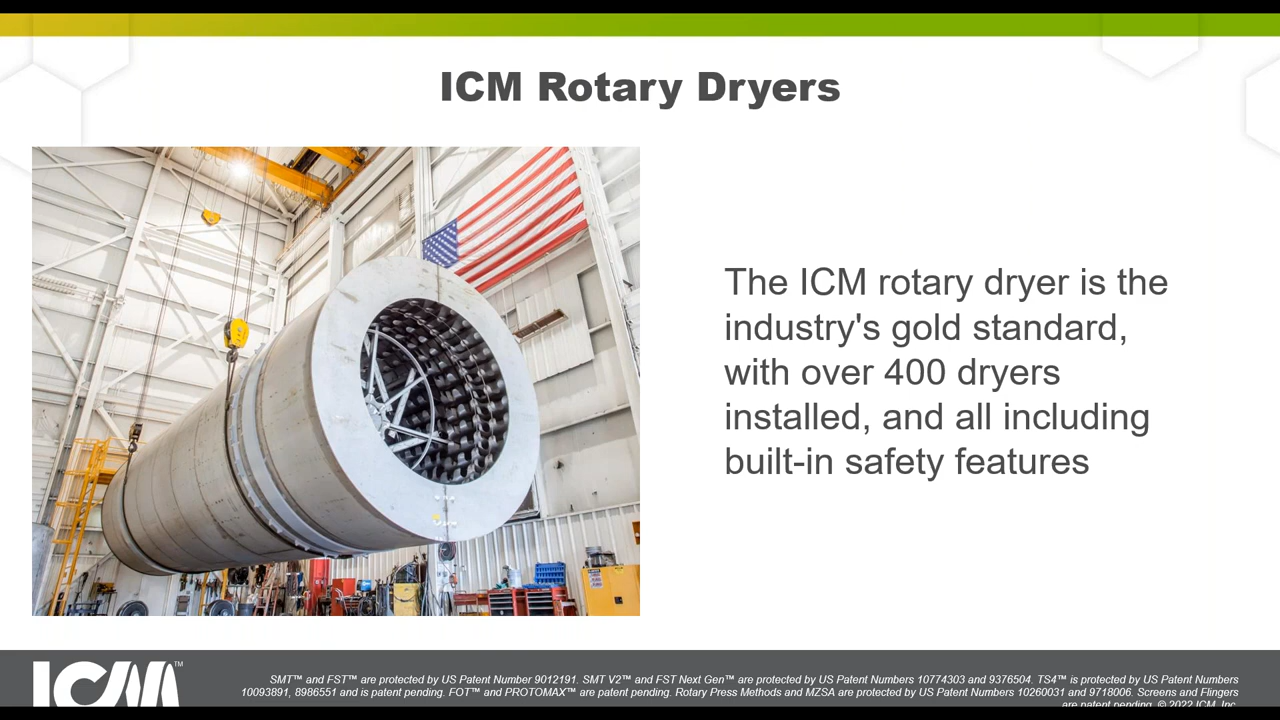 ICM Rotary Dryers
The ICM rotary dryer is the
industry's gold standard,
with over 400 dryers
installed, and all including
built-in safety features
ICM™
SMT™ and FST™ are protected by US Patent Number 9012191. SMT V2™ and FST Next Gen™ are protected by US Patent Numbers 10774303 and 9376504. TS4™ is protected by US Patent Numbers
10093891, 8986551 and is patent pending. FOT™ and PROTOMAX™ are patent pending. Rotary Press Methods and MZSA are protected by US Patent Numbers 10260031 and 9718006. Screens and Flingers
are patent pending. © 2022 ICM, Inc.